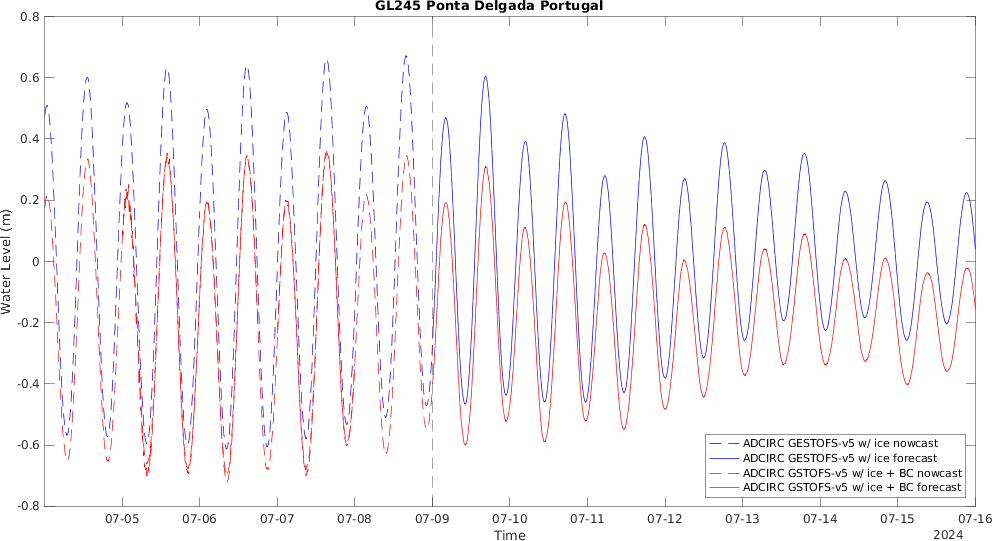 GL245 Ponta Delgada Portugal
Water Level (m)
0.8
0.6
0.4
0.2
0
-0.2
-0.4
-0.6
-0.8
ADCIRC GESTOFS-v5 w/ ice nowcast
ADCIRC GESTOFS-v5 w/ ice forecast
ADCIRC GSTOFS-v5 w/ ice + BC nowcast
ADCIRC GSTOFS-v5 w/ ice + BC forecast
07-05 07-06 07-07 07-08 07-09 07-10 07-11 07-12 07-13 07-14 07-15 07-16
Time
2024